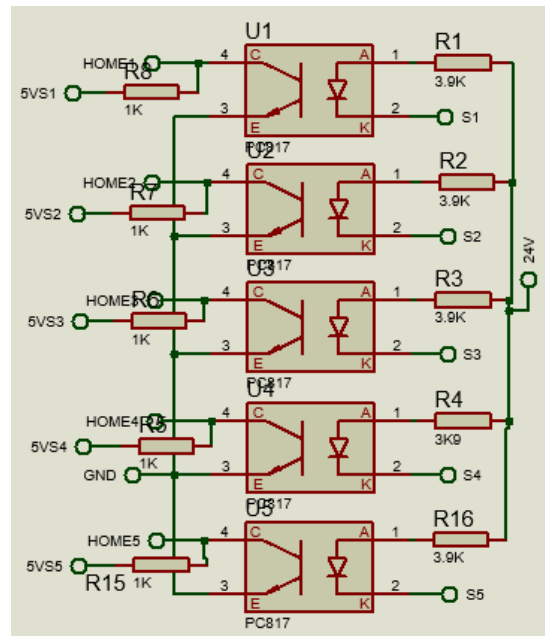 U1
HOME1
R8
5VS1
1K
4
C
A
1
R1
3.9K
3
E
K
2
S1
PC817
U2
HOME2
R7
5VS2
1K
4
C
A
1
R2
3.9K
3
E
K
2
S2
PC817
24V
U3
HOME3
R6
5VS3
1K
4
C
A
1
R3
3.9K
3
E
K
2
S3
PC817
U4
HOME4
R5
5VS4
1K
4
C
A
1
R4
3K9
GND
3
E
K
2
S4
PC817
U5
HOME5
5VS5
R15
1K
4
C
A
1
R16
3.9K
3
E
K
2
S5
PC817